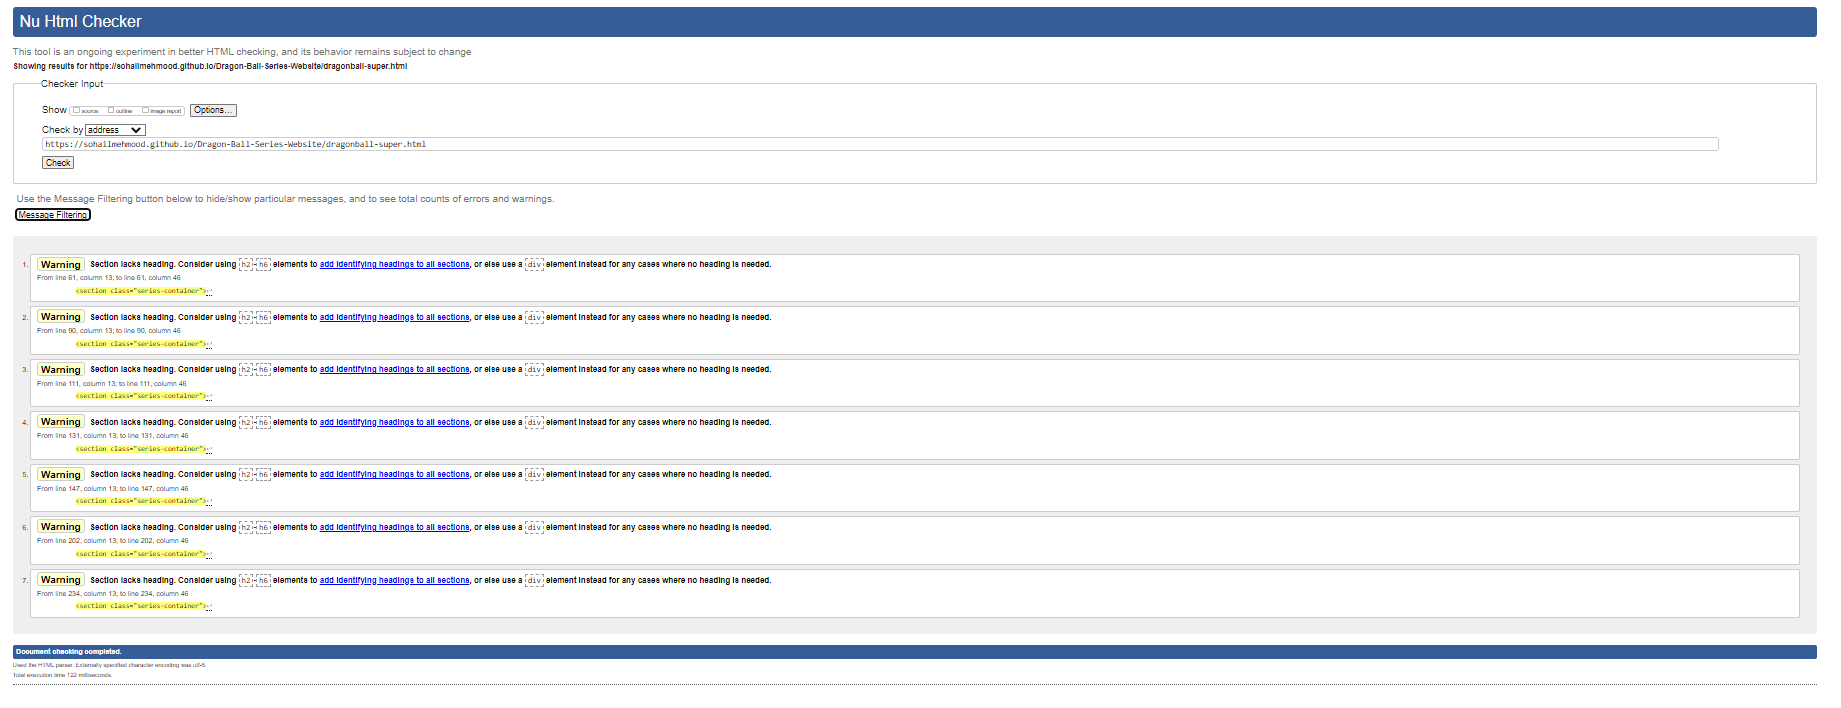 Nu Html Checker
This tool is an ongoing experiment in better HTML checking, and its behavior remains subject to change
Showing results for https://sohailmehmood.github.io/Dragon-Ball-Series-Website/dragonball-super.html
Checker Input
Show source outline image report Options...
Check by address
https://sohailmehmood.github.io/Dragon-Ball-Series-Website/dragonball-super.html
Check
Use the Message Filtering button below to hide/show particular messages, and to see total counts of errors and warnings.
Message Filtering
1. Warning Section lacks heading. Consider using h2-h6 elements to add identifying headings to all sections, or else use a div element instead for any cases where no heading is needed.
From line 61, column 13; to line 61, column 46
<section class="series-container">↩
2. Warning Section lacks heading. Consider using h2-h6 elements to add identifying headings to all sections, or else use a div element instead for any cases where no heading is needed.
From line 90, column 13; to line 90, column 46
<section class="series-container">↩
3. Warning Section lacks heading. Consider using h2-h6 elements to add identifying headings to all sections, or else use a div element instead for any cases where no heading is needed.
From line 111, column 13; to line 111, column 46
<section class="series-container">↩
4. Warning Section lacks heading. Consider using h2-h6 elements to add identifying headings to all sections, or else use a div element instead for any cases where no heading is needed.
From line 131, column 13; to line 131, column 46
<section class="series-container">↩
5. Warning Section lacks heading. Consider using h2-h6 elements to add identifying headings to all sections, or else use a div element instead for any cases where no heading is needed.
From line 147, column 13; to line 147, column 46
<section class="series-container">↩
6. Warning Section lacks heading. Consider using h2-h6 elements to add identifying headings to all sections, or else use a div element instead for any cases where no heading is needed.
From line 202, column 13; to line 202, column 46
<section class="series-container">↩
7. Warning Section lacks heading. Consider using h2-h6 elements to add identifying headings to all sections, or else use a div element instead for any cases where no heading is needed.
From line 234, column 13; to line 234, column 46
<section class="series-container">↩
Document checking completed.
Used the HTML parser. Externally specified character encoding was utf-8.
Total execution time 122 milliseconds.